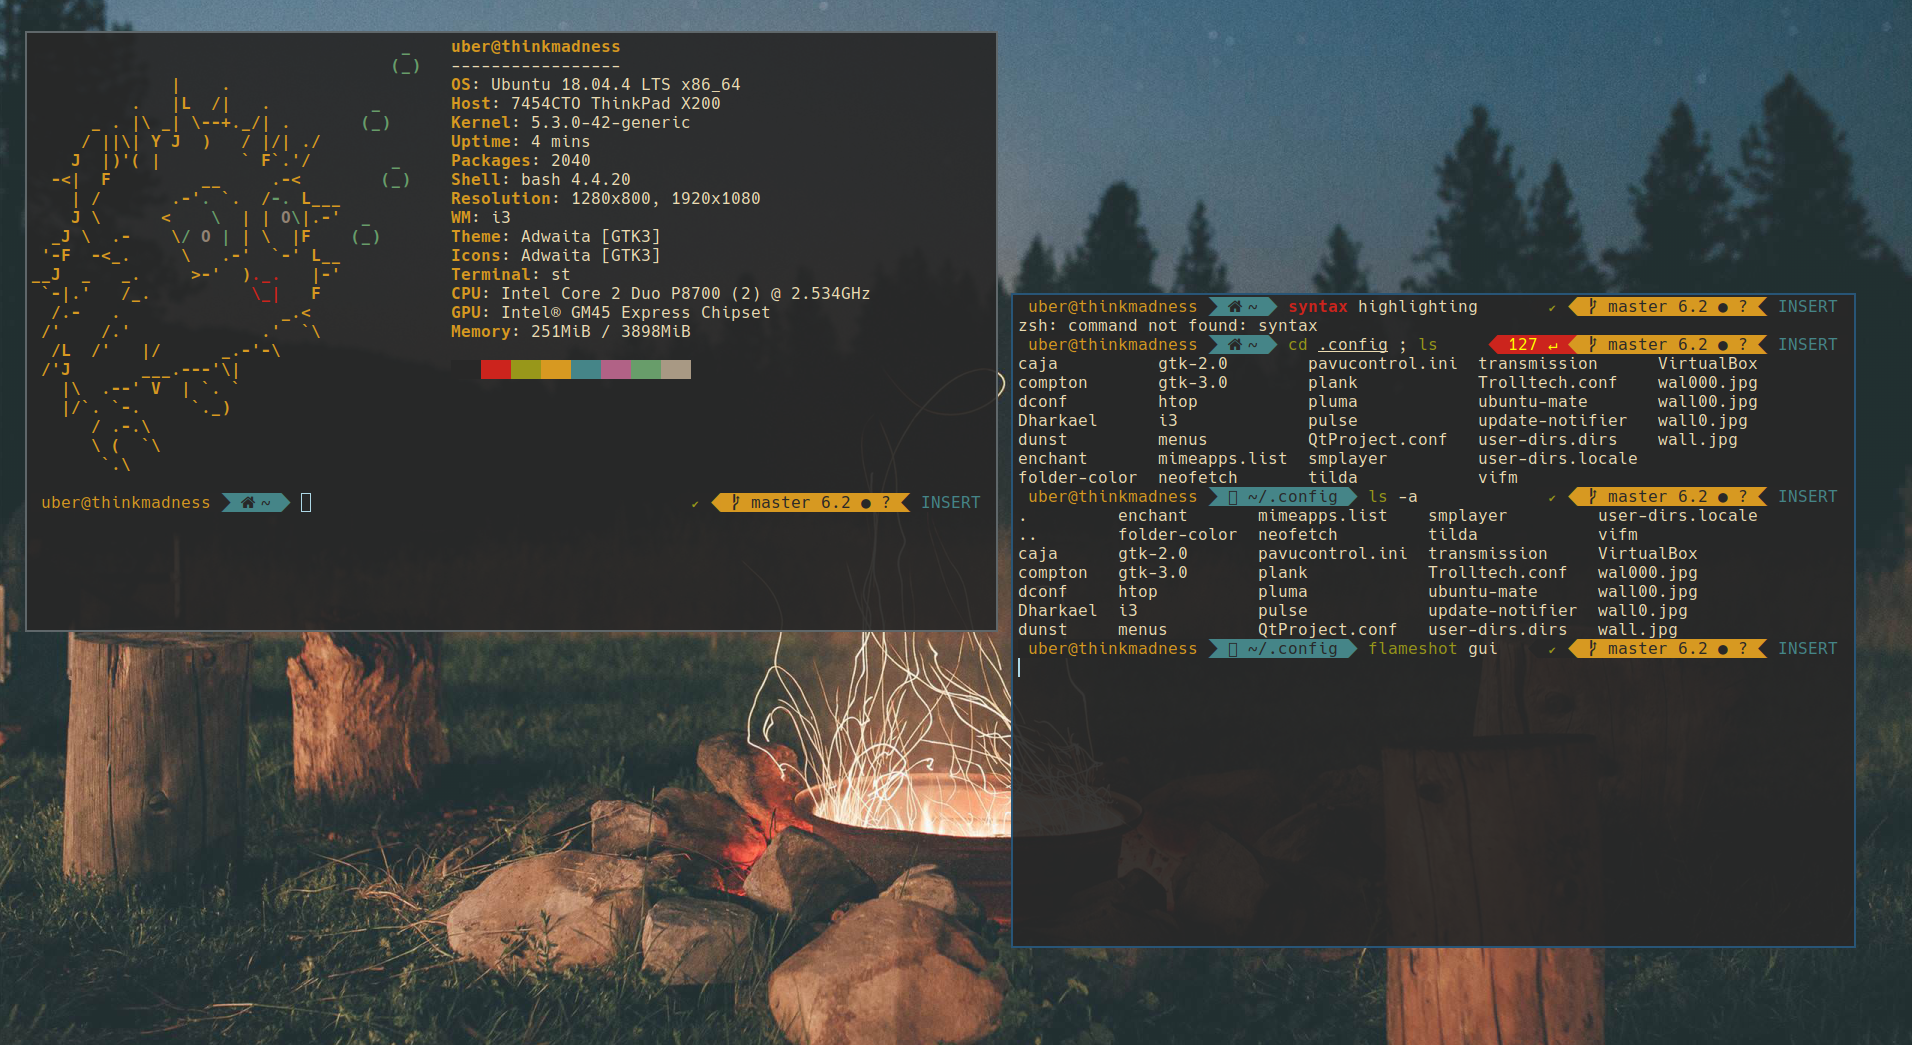 uber@thinkmadness
-----------------
OS: Ubuntu 18.04.4 LTS x86_64
Host: 7454CTO ThinkPad X200
Kernel: 5.3.0-42-generic
Uptime: 4 mins
Packages: 2040
Shell: bash 4.4.20
Resolution: 1280x800, 1920x1080
WM: i3
Theme: Adwaita [GTK3]
Icons: Adwaita [GTK3]
Terminal: st
CPU: Intel Core 2 Duo P8700 (2) @ 2.534GHz
GPU: Intel® GM45 Express Chipset
Memory: 251MiB / 3898MiB
uber@thinkmadness ~ ✔ master 6.2 ● ? INSERT
uber@thinkmadness ~ syntax highlighting ✔ master 6.2 ● ? INSERT
zsh: command not found: syntax
uber@thinkmadness ~ cd .config ; ls 127 ↵ master 6.2 ● ? INSERT
caja gtk-2.0 pavucontrol.ini transmission VirtualBox
compton gtk-3.0 plank Trolltech.conf wal000.jpg
dconf htop pluma ubuntu-mate wall00.jpg
Dharkael i3 pulse update-notifier wall0.jpg
dunst menus QtProject.conf user-dirs.dirs wall.jpg
enchant mimeapps.list smplayer user-dirs.locale
folder-color neofetch tilda vifm
uber@thinkmadness ~/.config ls -a ✔ master 6.2 ● ? INSERT
. enchant mimeapps.list smplayer user-dirs.locale
.. folder-color neofetch tilda vifm
caja gtk-2.0 pavucontrol.ini transmission VirtualBox
compton gtk-3.0 plank Trolltech.conf wal000.jpg
dconf htop pluma ubuntu-mate wall00.jpg
Dharkael i3 pulse update-notifier wall0.jpg
dunst menus QtProject.conf user-dirs.dirs wall.jpg
uber@thinkmadness ~/.config flameshot gui ✔ master 6.2 ● ? INSERT